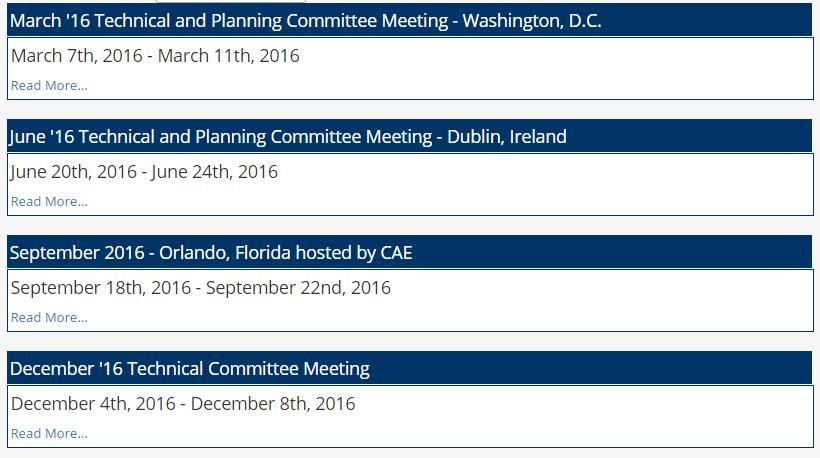 March '16 Technical and Planning Committee Meeting - Washington, D.C.
March 7th, 2016 - March 11th, 2016
Read More...
June '16 Technical and Planning Committee Meeting - Dublin, Ireland
June 20th, 2016 - June 24th, 2016
Read More...
September 2016 - Orlando, Florida hosted by CAE
September 18th, 2016 - September 22nd, 2016
Read More...
December '16 Technical Committee Meeting
December 4th, 2016 - December 8th, 2016
Read More...